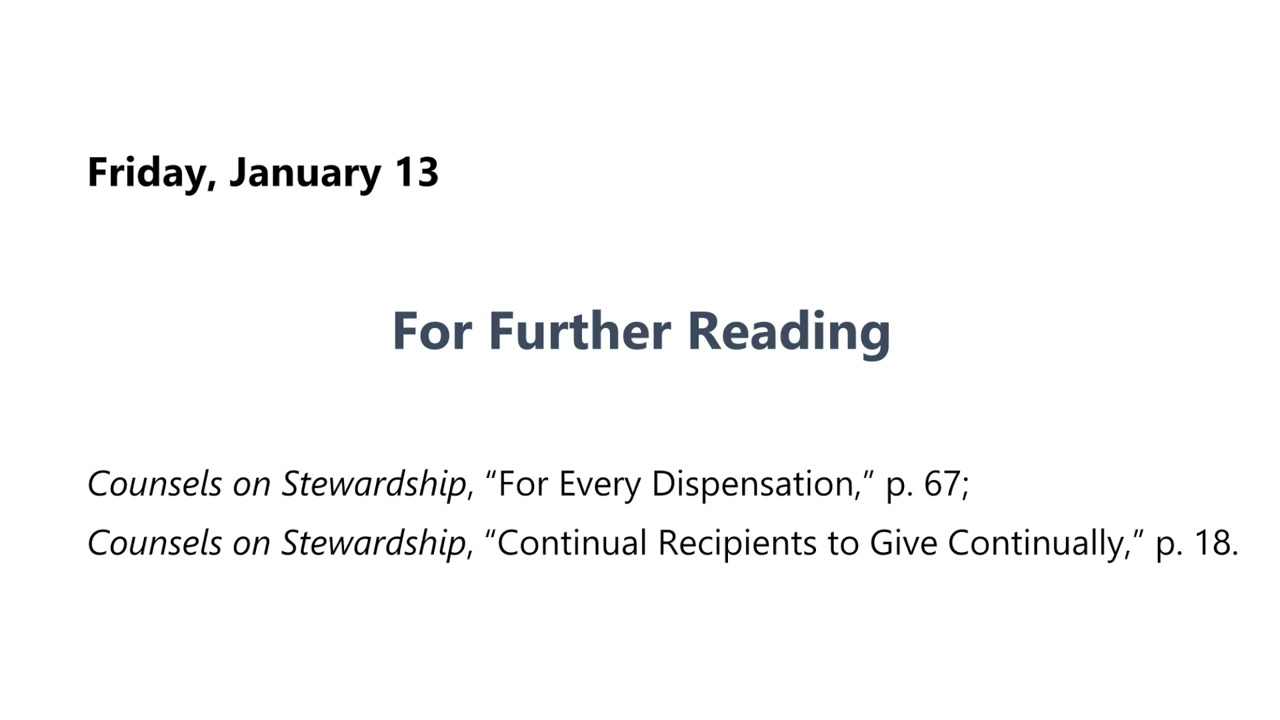 Friday, January 13
For Further Reading
Counsels on Stewardship, “For Every Dispensation,” p. 67;
Counsels on Stewardship, “Continual Recipients to Give Continually,” p. 18.